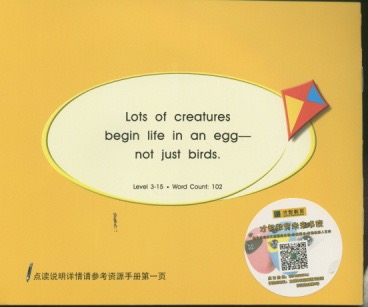 Lots of creatures
begin life in an egg—
not just birds.
Level 3-15 • Word Count: 102
点读说明详情请参考资源手册第一页